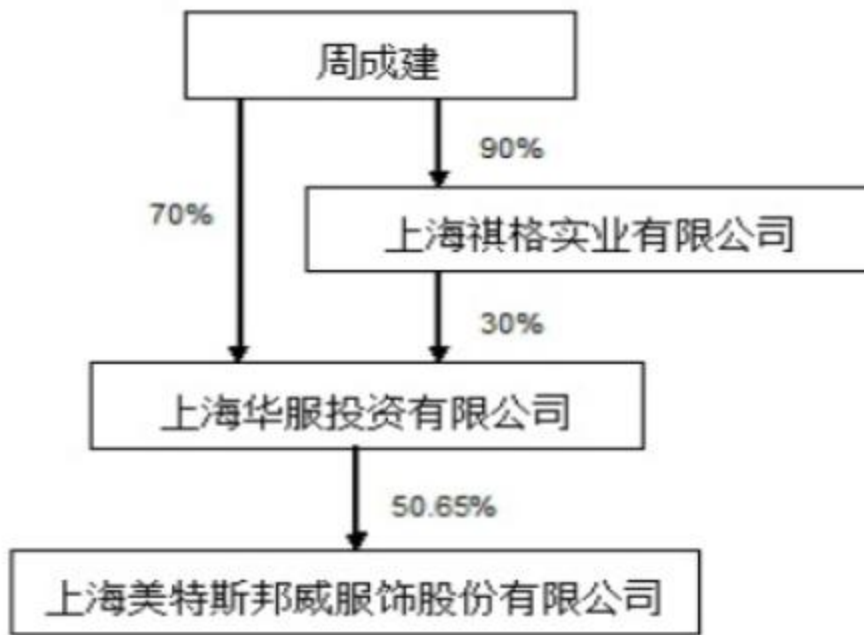 周成建
90%
70%
上海祺格实业有限公司
30%
上海华服投资有限公司
50.65%
上海美特斯邦威服饰股份有限公司